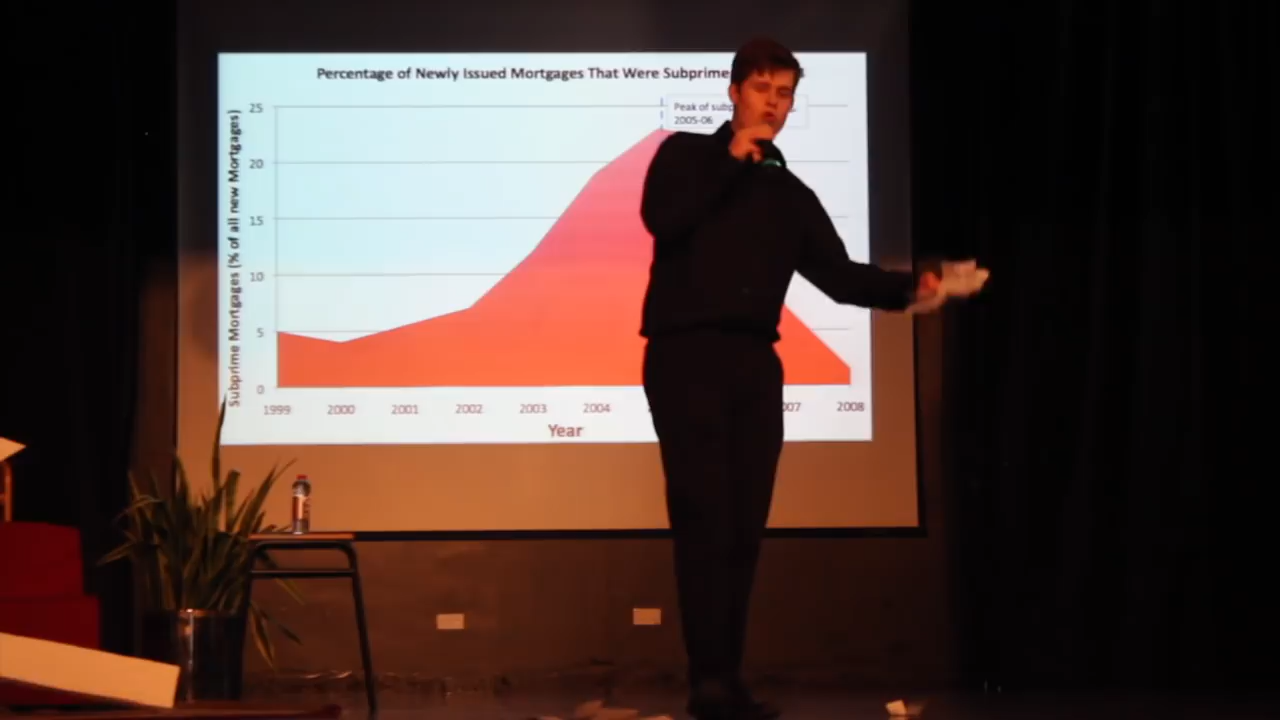 Percentage of Newly Issued Mortgages That Were Subprime
Peak of
2005-06
Subprime Mortgages (% of all new Mortgages)
25
20
15
10
5
0
1999 2000 2001 2002 2003 2004 2008
Year